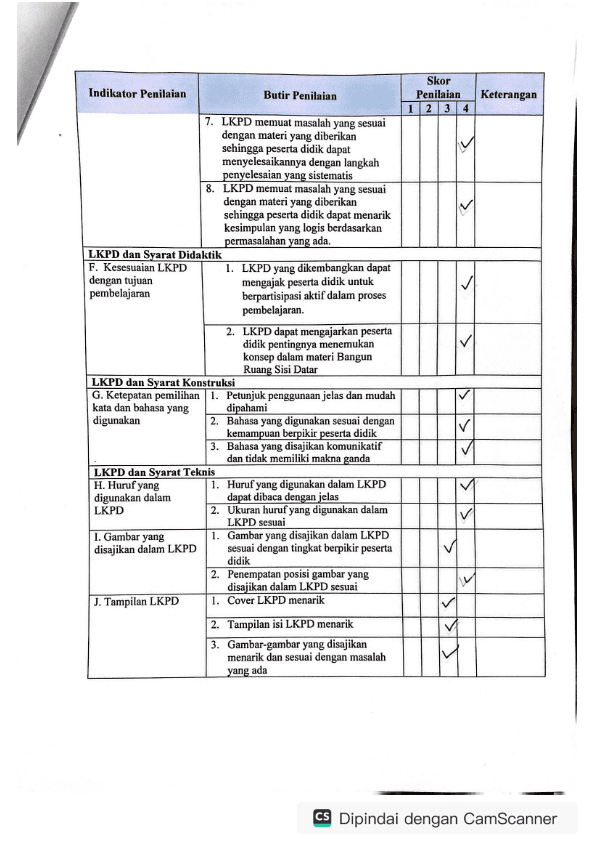 Indikator Penilaian
Butir Penilaian
Skor
Penilaian
Keterangan
1 2 3 4
7. LKPD memuat masalah yang sesuai
dengan materi yang diberikan
sehingga peserta didik dapat
menyelesaikannya dengan langkah
penyelesaian yang sistematis
✓
8. LKPD memuat masalah yang sesuai
dengan materi yang diberikan
sehingga peserta didik dapat menarik
kesimpulan yang logis berdasarkan
permasalahan yang ada.
✓
LKPD dan Syarat Didaktik
F. Kesesuaian LKPD
dengan tujuan
pembelajaran
1. LKPD yang dikembangkan dapat
mengajak peserta didik untuk
berpartisipasi aktif dalam proses
pembelajaran.
✓
2. LKPD dapat mengajarkan peserta
didik pentingnya menemukan
konsep dalam materi Bangun
Ruang Sisi Datar
✓
LKPD dan Syarat Konstruksi
G. Ketepatan pemilihan
kata dan bahasa yang
digunakan
1. Petunjuk penggunaan jelas dan mudah
dipahami
✓
2. Bahasa yang digunakan sesuai dengan
kemampuan berpikir peserta didik
✓
3. Bahasa yang disajikan komunikatif
dan tidak memiliki makna ganda
✓
LKPD dan Syarat Teknis
H. Huruf yang
digunakan dalam
LKPD
1. Huruf yang digunakan dalam LKPD
dapat dibaca dengan jelas
✓
2. Ukuran huruf yang digunakan dalam
LKPD sesuai
✓
I. Gambar yang
disajikan dalam LKPD
1. Gambar yang disajikan dalam LKPD
sesuai dengan tingkat berpikir peserta
didik
✓
2. Penempatan posisi gambar yang
disajikan dalam LKPD sesuai
✓
J. Tampilan LKPD
1. Cover LKPD menarik
✓
2. Tampilan isi LKPD menarik
✓
3. Gambar-gambar yang disajikan
menarik dan sesuai dengan masalah
yang ada
✓
CS Dipindai dengan CamScanner